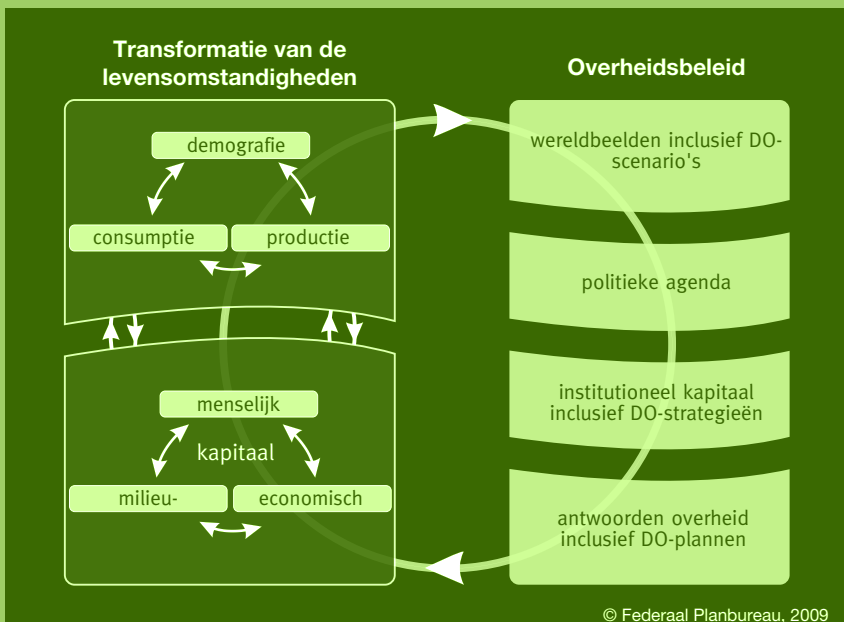 Transformatie van de
levensomstandigheden
demografie
consumptie
productie
menselijk
kapitaal
milieu-
economisch
Overheidsbeleid
wereldbeelden inclusief DO-
scenario's
politieke agenda
institutioneel kapitaal
inclusief DO-strategieën
antwoorden overheid
inclusief DO-plannen
© Federaal Planbureau, 2009